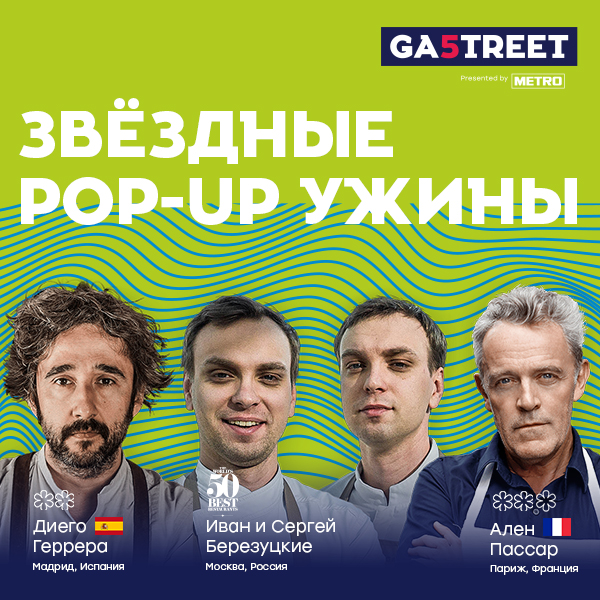 GA5TREET
Presented by METRO
ЗВЁЗДНЫЕ
POP-UP УЖИНЫ
WORLD'S
50
BEST
RESTAURANTS
Диего
Геррера
Мадрид, Испания
Иван и Сергей
Березуцкие
Москва, Россия
Ален
Пассар
Париж, Франция